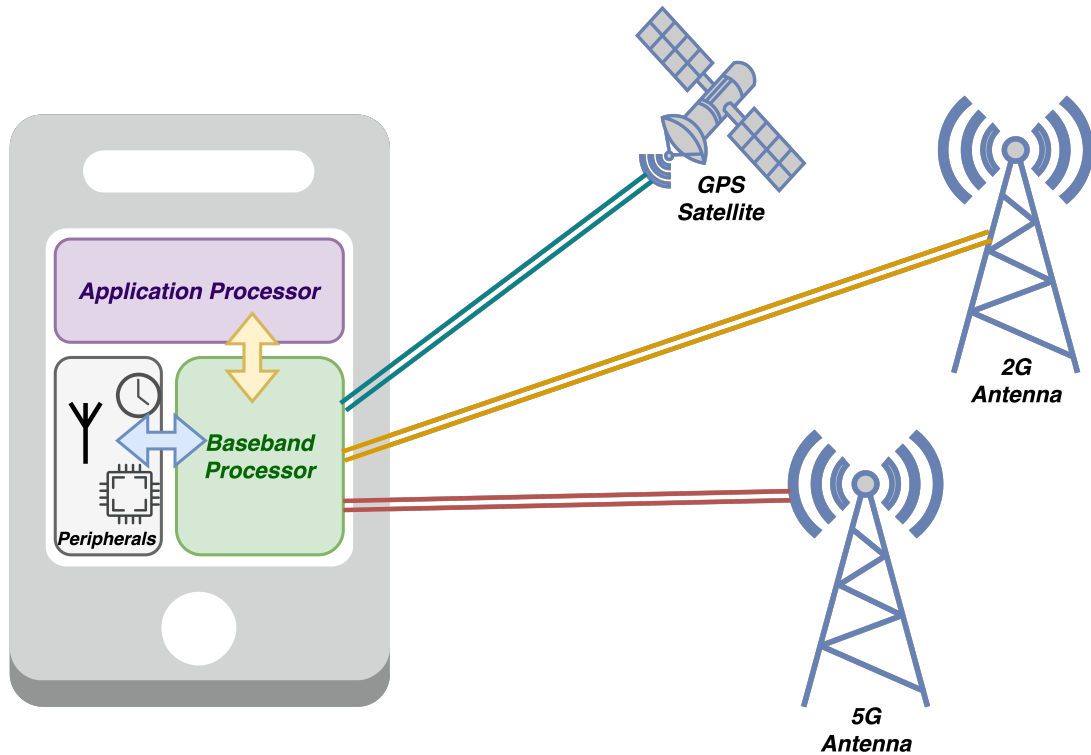 Application Processor
Baseband
Processor
Peripherals
GPS
Satellite
2G
Antenna
5G
Antenna